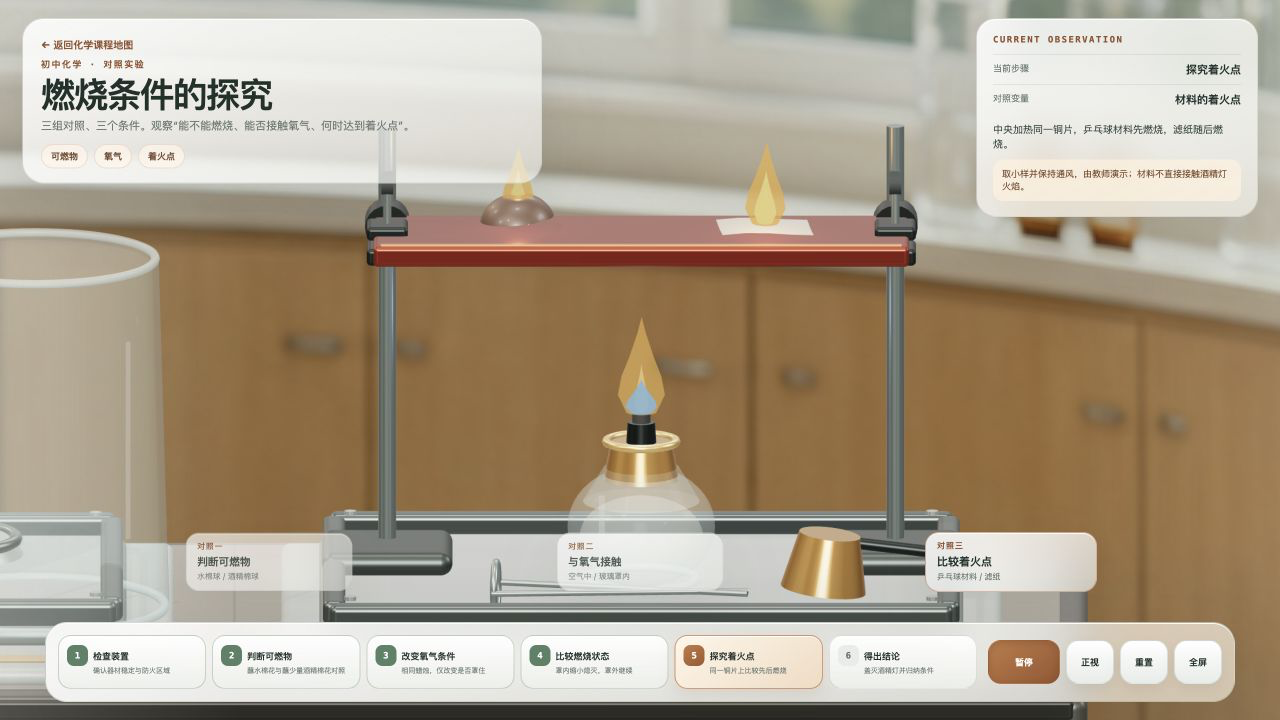 ← 返回化学课程地图
初中化学 · 对照实验
燃烧条件的探究
三组对照、三个条件。观察“能不能燃烧、能否接触氧气、何时达到着火点”。
可燃物
氧气
着火点
CURRENT OBSERVATION
当前步骤
探究着火点
对照变量
材料的着火点
中央加热同一铜片，乒乓球材料先燃烧，滤纸随后燃
烧。
取小样并保持通风，由教师演示；材料不直接接触酒精灯
火焰。
对照一
判断可燃物
水棉球 / 酒精棉球
对照二
与氧气接触
空气中 / 玻璃罩内
对照三
比较着火点
乒乓球材料 / 滤纸
1
检查装置
确认器材稳定与防火区域
2
判断可燃物
蘸水棉花与蘸少量酒精棉花对照
3
改变氧气条件
相同蜡烛，仅改变是否罩住
4
比较燃烧状态
罩内缩小熄灭，罩外继续
5
探究着火点
同一铜片上比较先后燃烧
6
得出结论
盖灭酒精灯并归纳条件
暂停
正视
重置
全屏